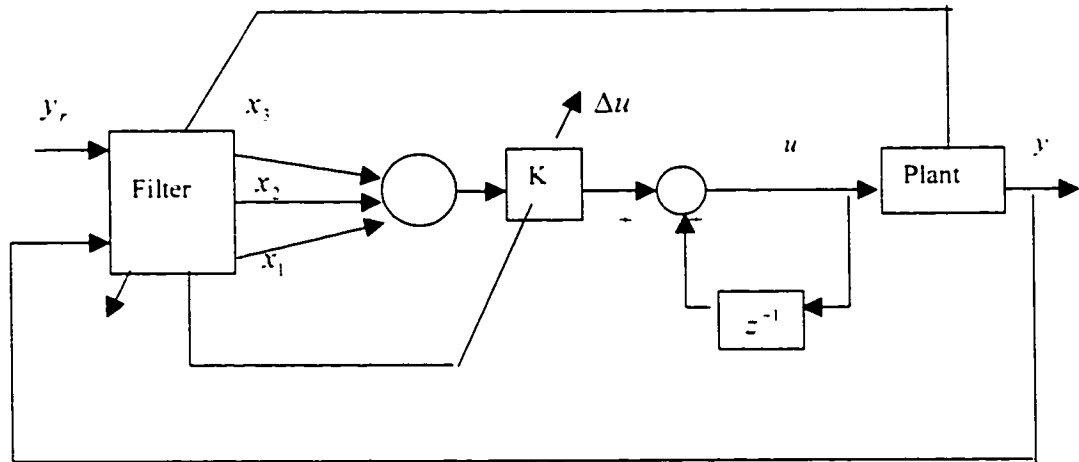 y_r
x_3
Δu
Filter
x_2
x_1
K
u
Plant
y
z^{-1}
+